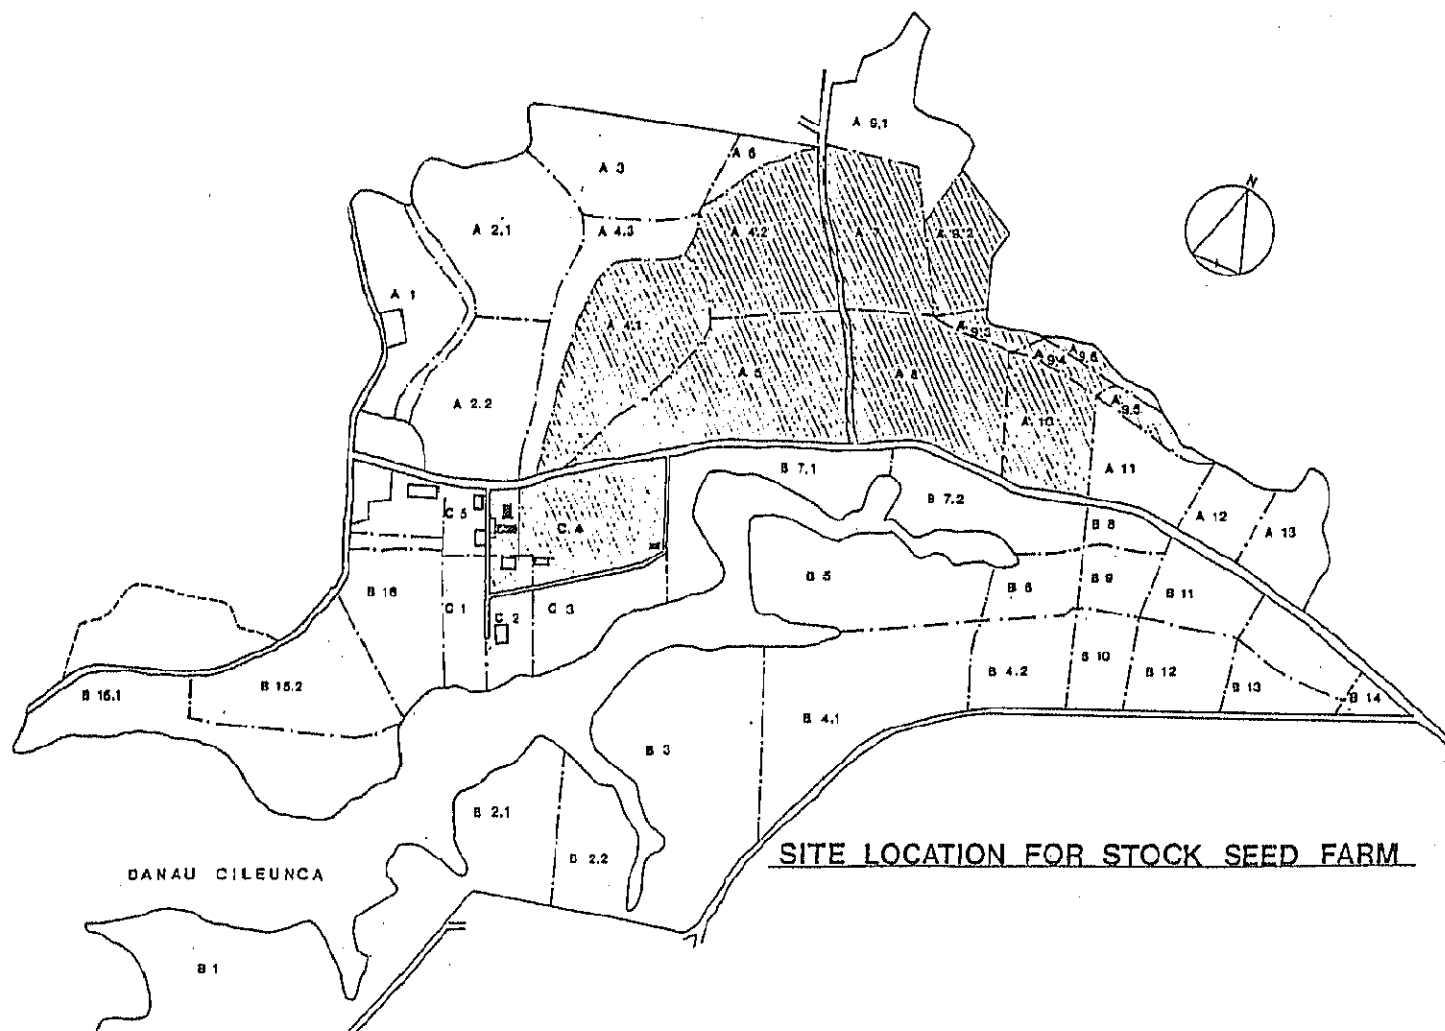 A 9.1
A 6
A 3
N
A 2.1
A 4.3
A 4.2
A 7
A 9.2
A 1
A 4.1
A 9.3
A 9.4
A 9.6
A 5
A 8
A 2.2
A 9.5
A 10
B 7.1
A 11
B 7.2
C 5
C 4
B 8
A 12
A 13
B 5
B 6
B 9
B 11
B 16
C 1
C 2
C 3
B 15.1
B 15.2
B 4.2
B 10
B 12
B 13
B 14
B 4.1
B 3
B 2.1
B 2.2
SITE LOCATION FOR STOCK SEED FARM
DANAU CILEUNCA
B 1